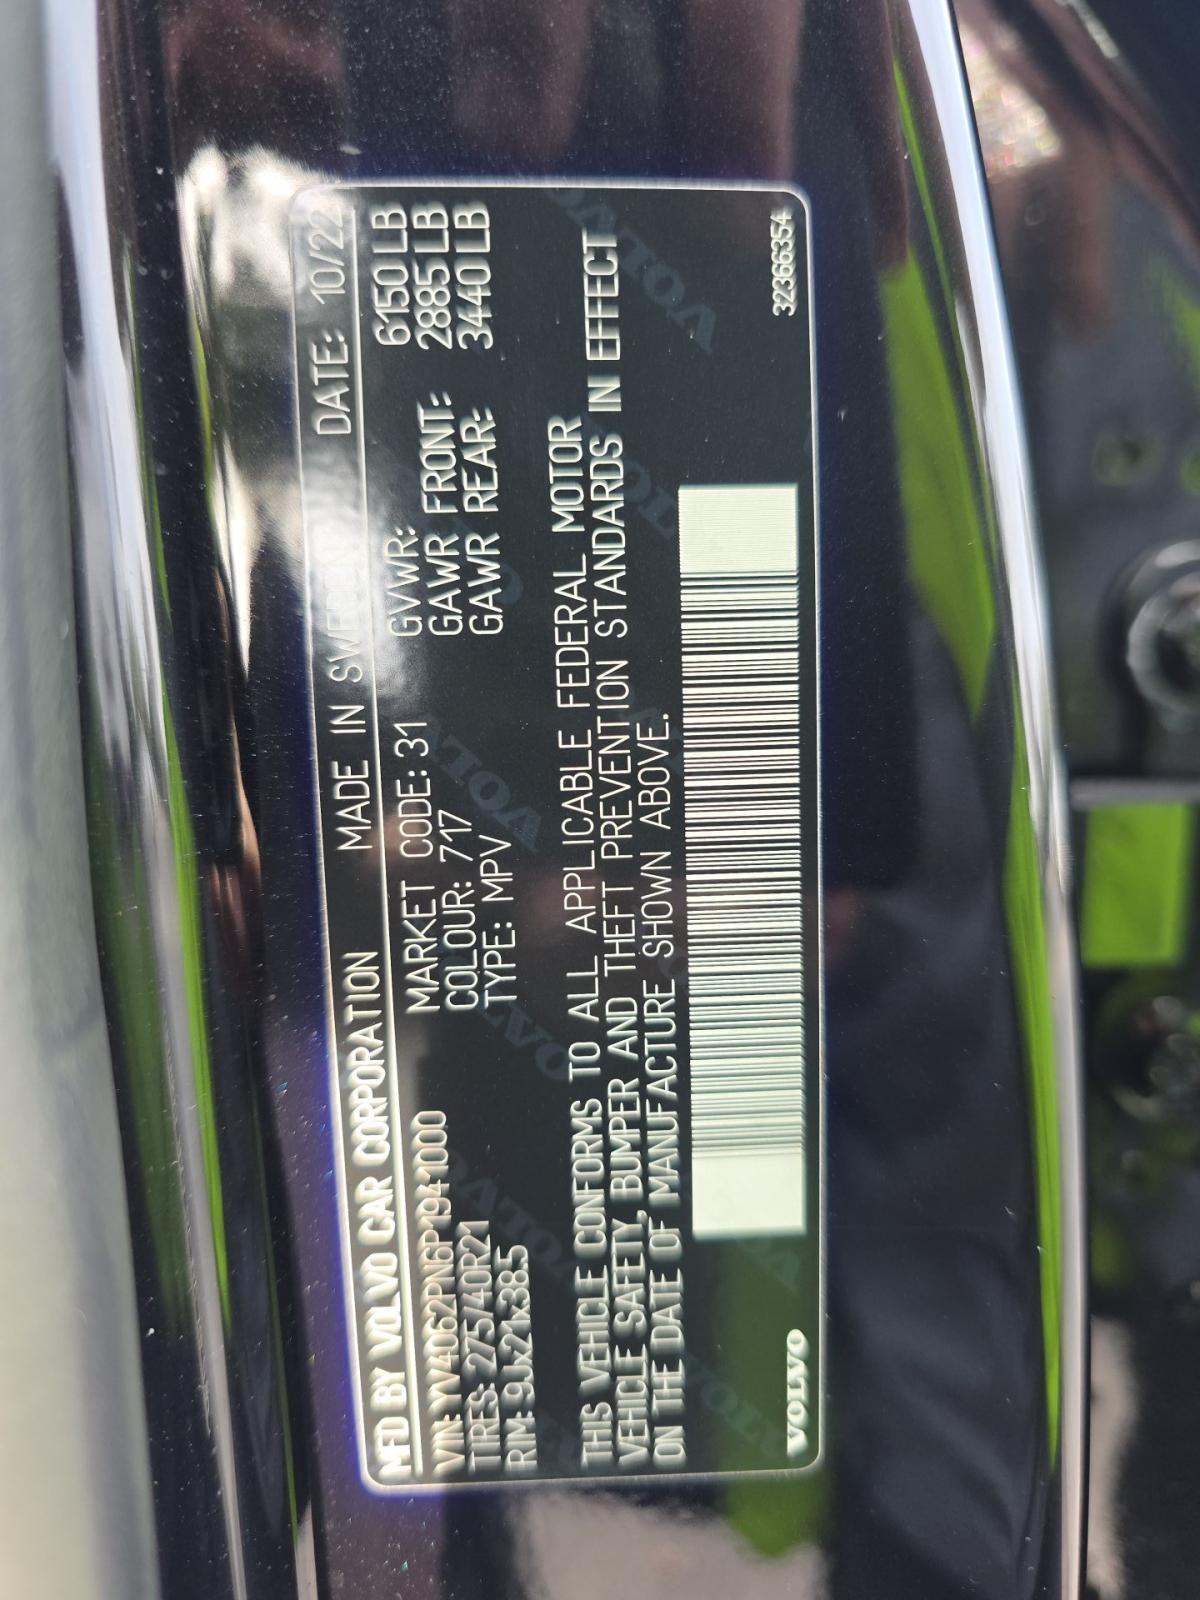 MFD BY VOLVO CAR CORPORATION MADE IN SWEDEN DATE: 10/22
VIN: YV4062PN6P1941000 MARKET CODE: 31 GVWR: 6150 LB
TIRES: 275/40R21 COLOUR: 717 GAWR FRONT: 2885 LB
RIM: 9Jx21x38.5 TYPE: MPV GAWR REAR: 3440 LB
THIS VEHICLE CONFORMS TO ALL APPLICABLE FEDERAL MOTOR
VEHICLE SAFETY, BUMPER AND THEFT PREVENTION STANDARDS IN EFFECT
ON THE DATE OF MANUFACTURE SHOWN ABOVE.
VOLVO 32366354